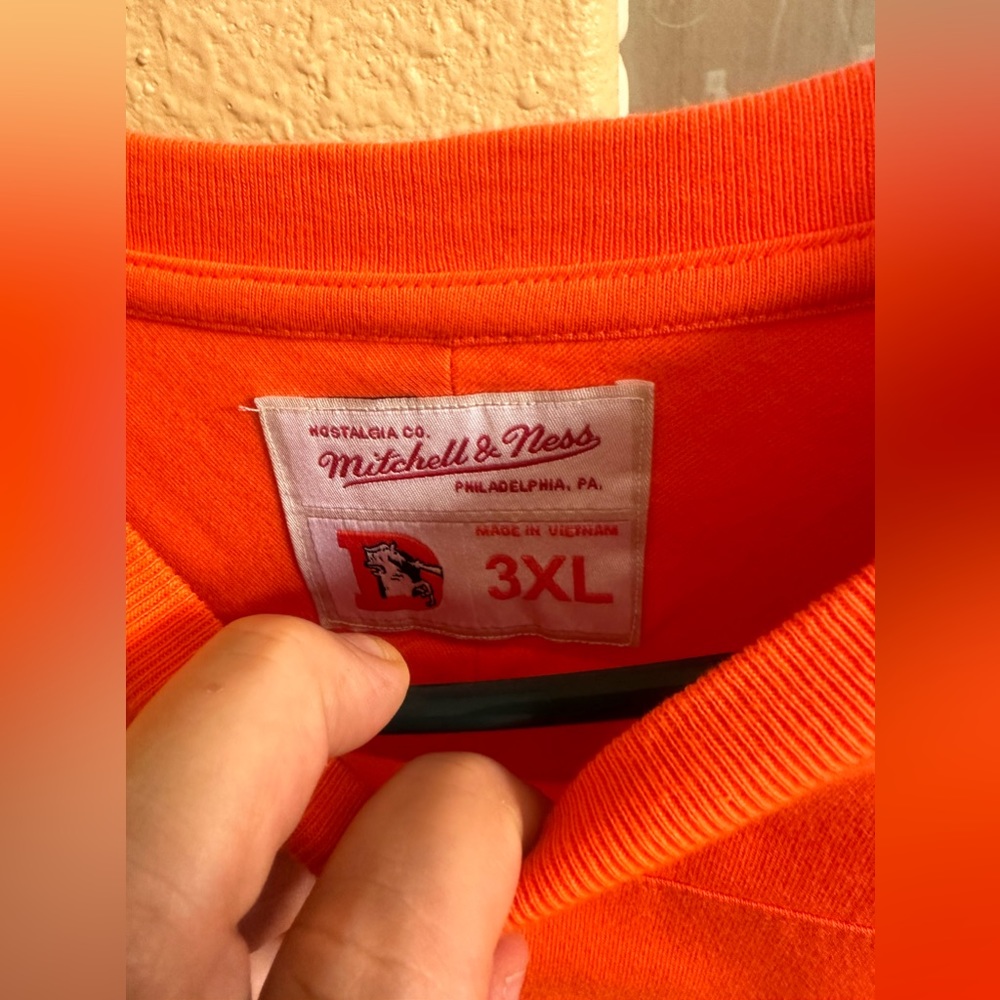 NOSTALGIA CO.
Mitchell & Ness
PHILADELPHIA, PA.
MADE IN VIETNAM
D
3XL